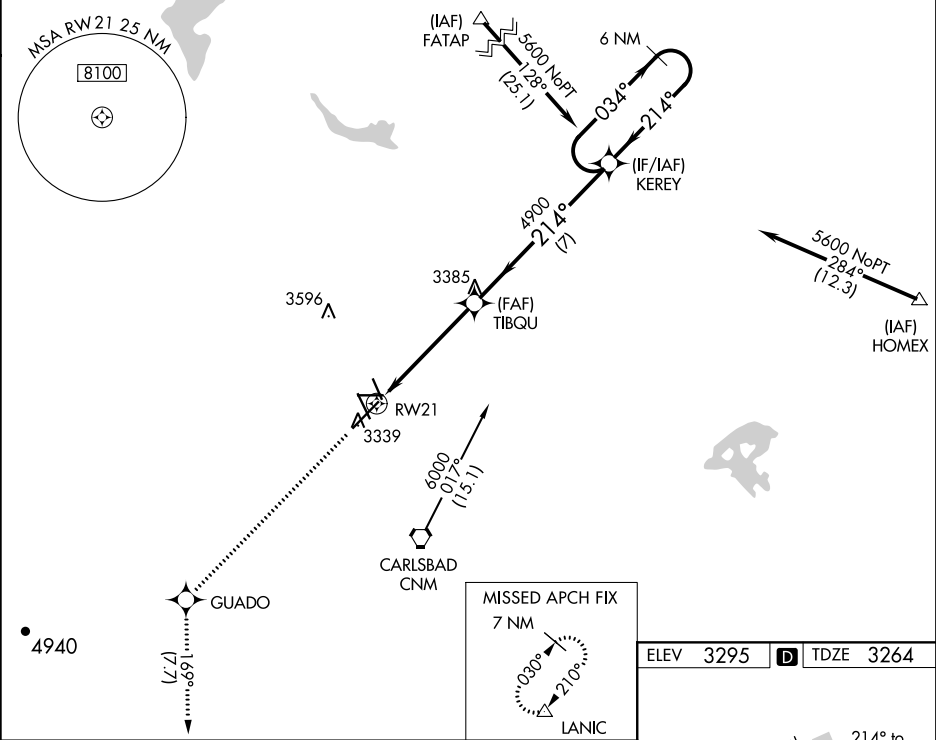 MSA RW21 25 NM
8100
(IAF)
FATAP
5600 NoPT
128°
(25.1)
6 NM
034°
214°
(IF/IAF)
KEREY
4900
214°
(7)
5600 NoPT
284°
(12.3)
(IAF)
HOMEX
3385
(FAF)
TIBQU
3596
RW21
3339
6000
017°
(15.1)
CARLSBAD
CNM
GUADO
4940
169°
(7.7)
MISSED APCH FIX
7 NM
030°
210°
LANIC
ELEV 3295 D TDZE 3264
214° to